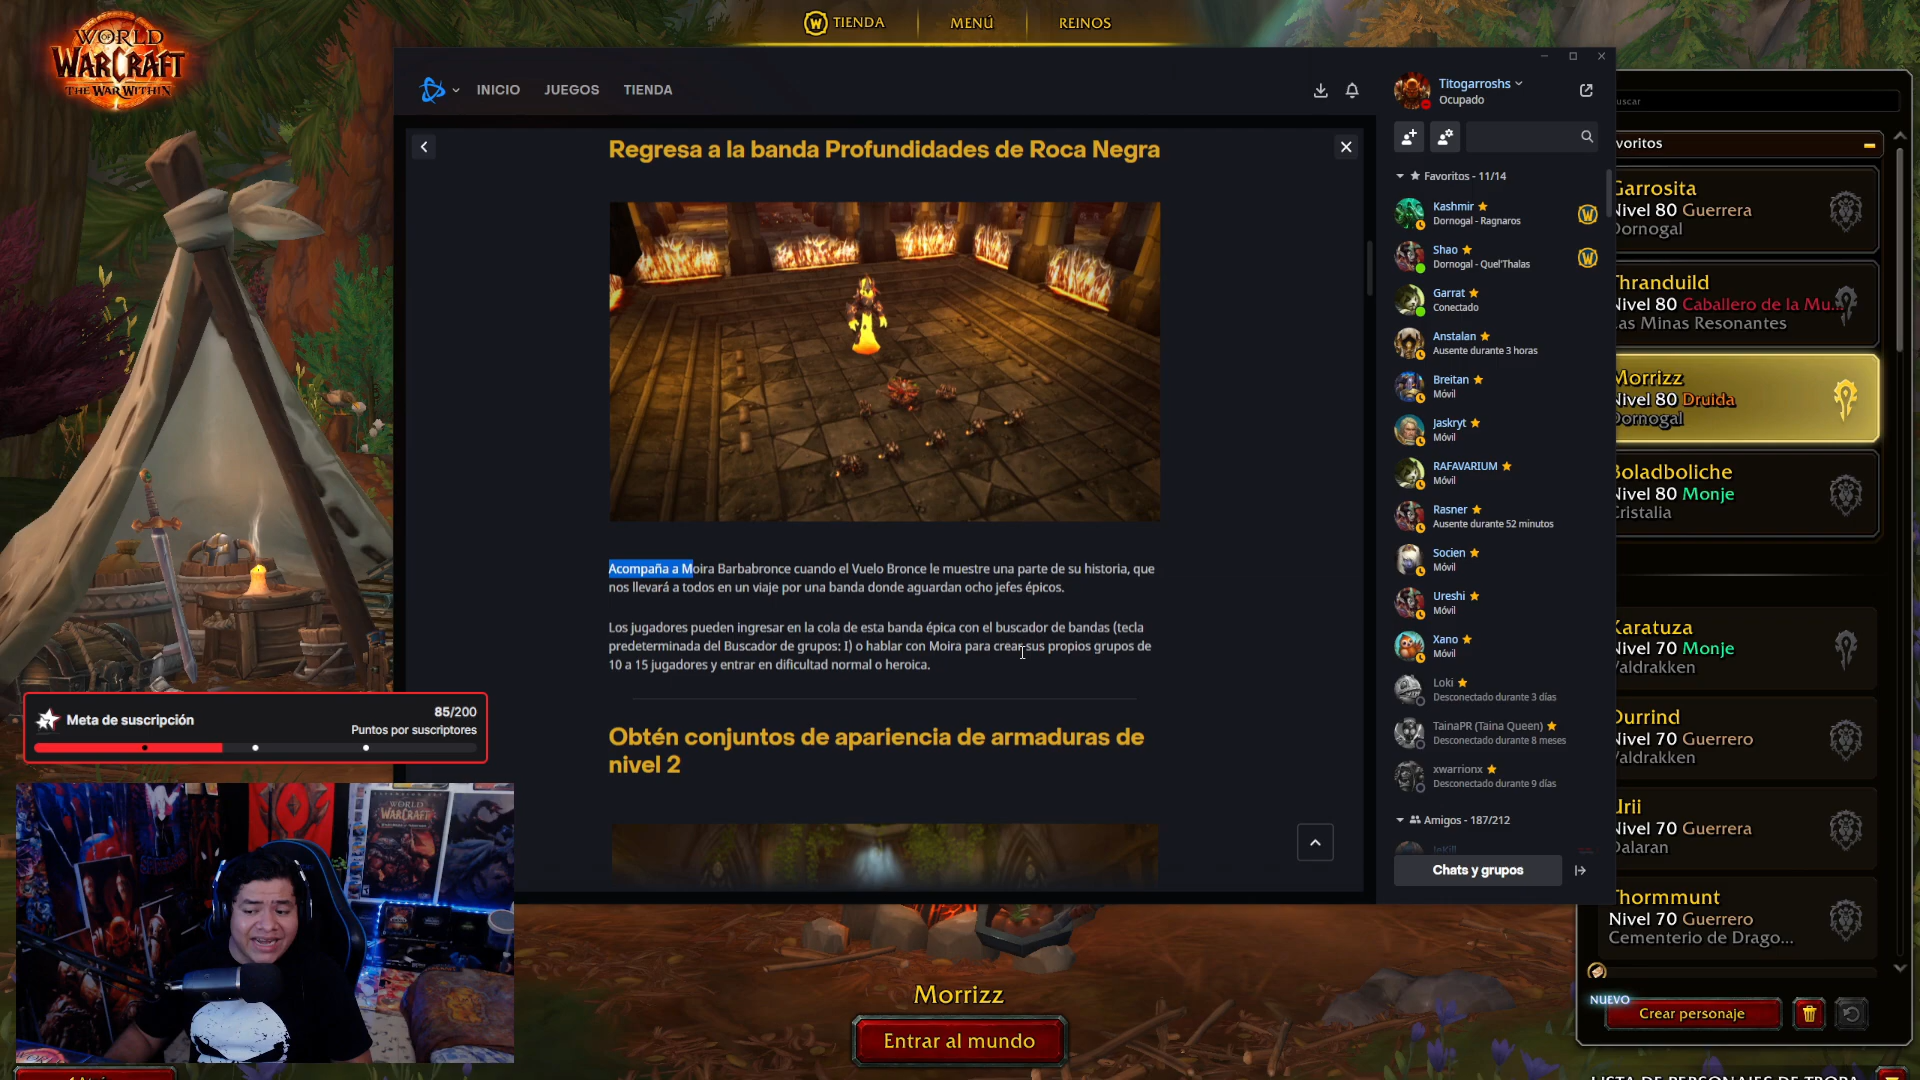 WORLD
WARCRAFT
THE WAR WITHIN
TIENDA
MENÚ
REINOS
INICIO
JUEGOS
TIENDA
Regresa a la banda Profundidades de Roca Negra
Acompaña a Moira Barbabronce cuando el Vuelo Bronce le muestre una parte de su historia, que
nos llevará a todos en un viaje por una banda donde aguardan ocho jefes épicos.
Los jugadores pueden ingresar en la cola de esta banda épica con el buscador de bandas (tecla
predeterminada del Buscador de grupos: I) o hablar con Moira para crear sus propios grupos de
10 a 15 jugadores y entrar en dificultad normal o heroica.
Obtén conjuntos de apariencia de armaduras de
nivel 2
Titogarroshs
Ocupado
Favoritos - 11/14
Kashmir
Dornogal - Ragnaros
Shao
Dornogal - Quel'Thalas
Garrat
Conectado
Anstalan
Ausente durante 3 horas
Breitan
Móvil
Jaskryt
Móvil
RAFAVARIUM
Móvil
Rasner
Ausente durante 52 minutos
Socien
Móvil
Ureshi
Móvil
Xano
Móvil
Loki
Desconectado durante 3 días
TainaPR (Taina Queen)
Desconectado durante 8 meses
xwarrionx
Desconectado durante 9 días
Amigos - 187/212
Chats y grupos
uscar
voritos
Garrosita
Nivel 80 Guerrera
Dornogal
Thranduild
Nivel 80 Caballero de la Mu...
Las Minas Resonantes
Morrizz
Nivel 80 Druida
Dornogal
Boladboliche
Nivel 80 Monje
Cristalia
Karatuza
Nivel 70 Monje
Valdrakken
Durrind
Nivel 70 Guerrero
Valdrakken
Urii
Nivel 70 Guerrera
Dalaran
Thormmunt
Nivel 70 Guerrero
Cementerio de Drago...
NUEVO
Crear personaje
Meta de suscripción
85/200
Puntos por suscriptores
WORLD
WARCRAFT
Morrizz
Entrar al mundo